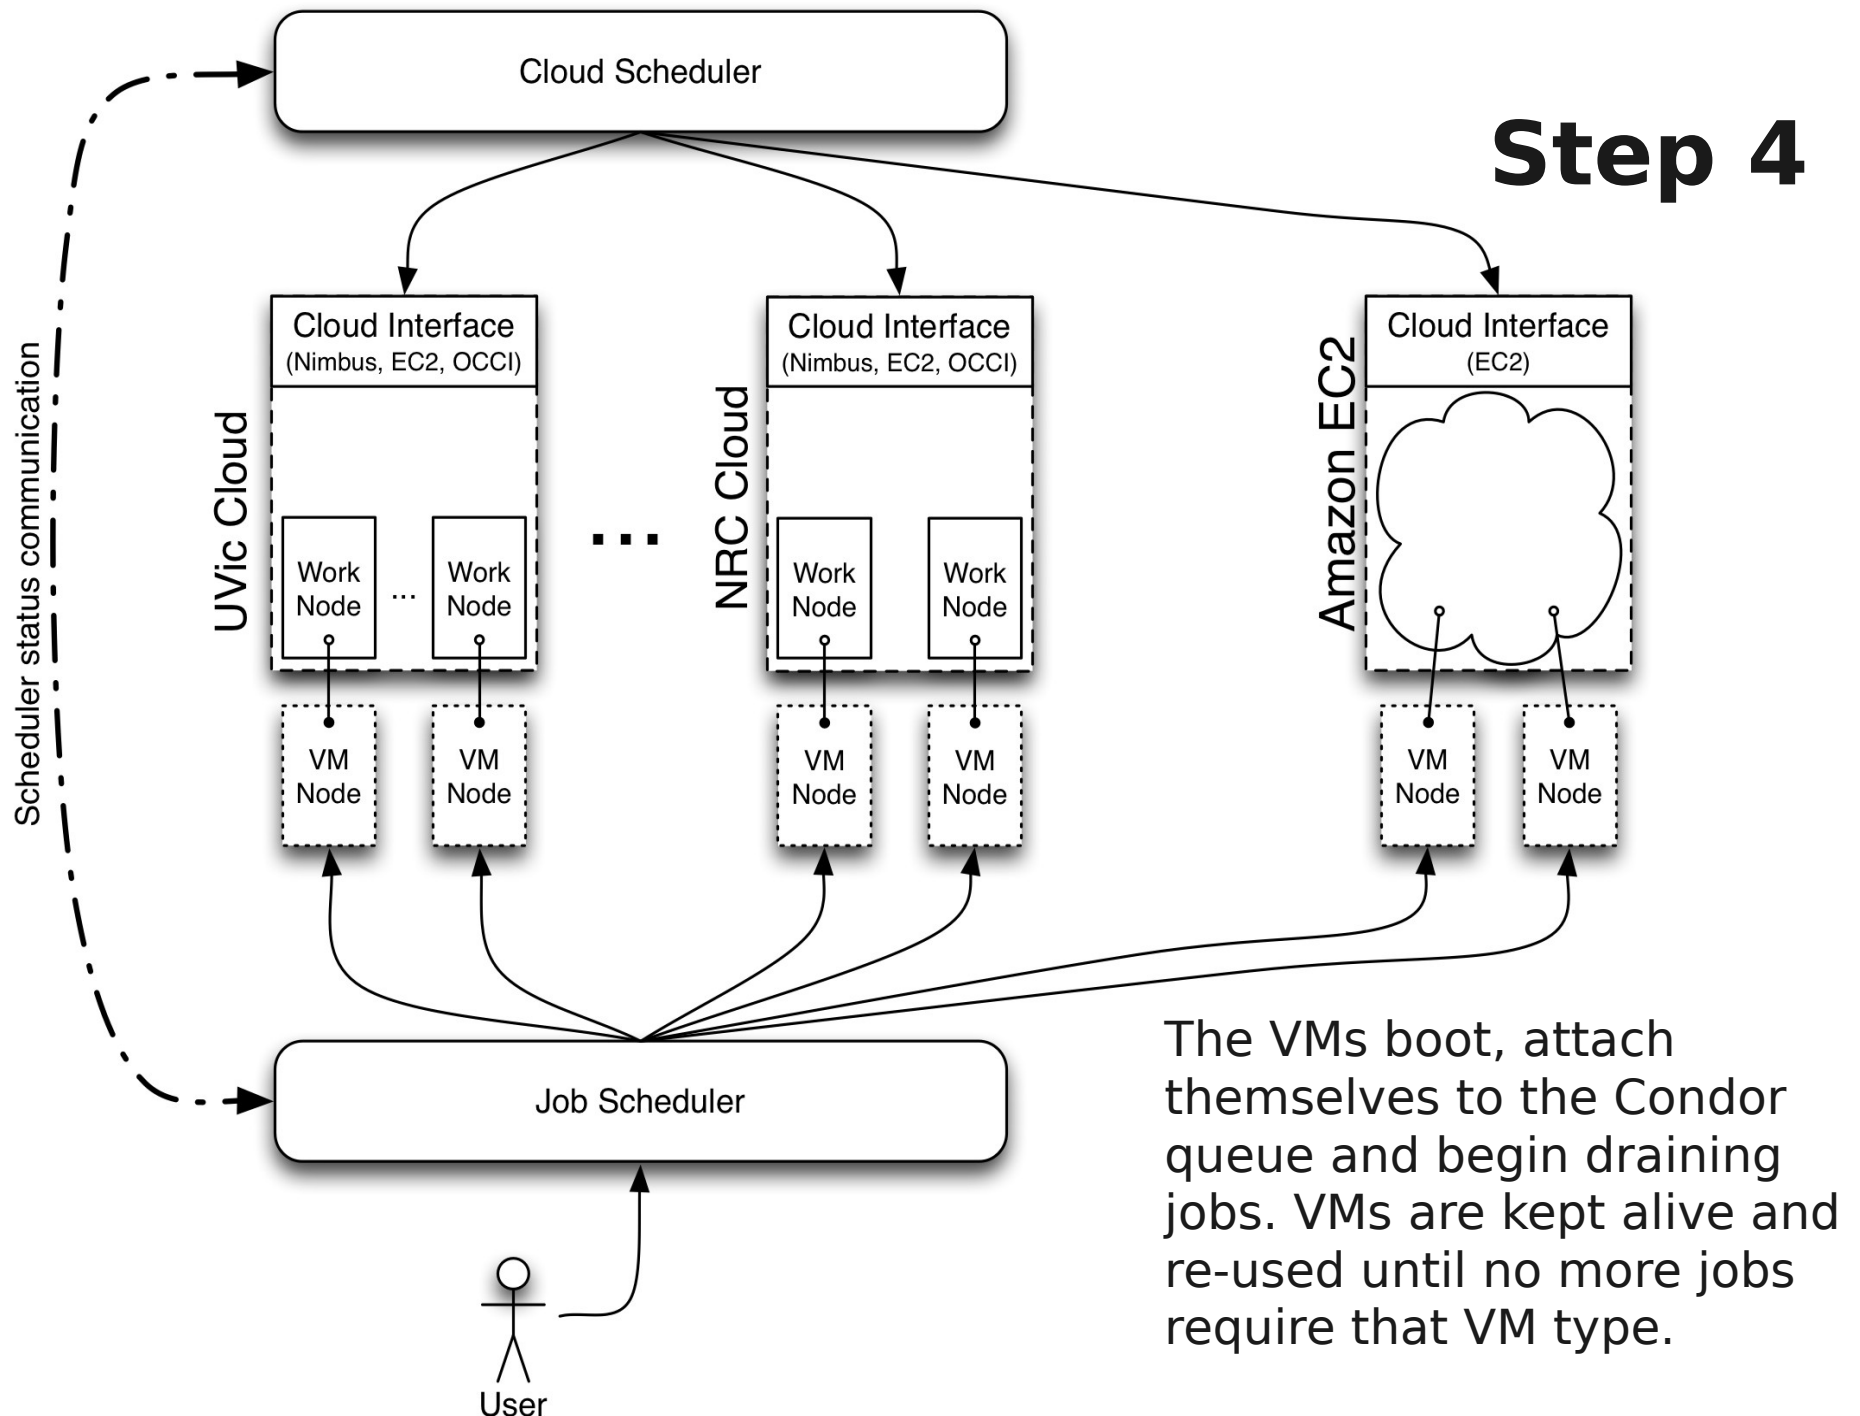 Cloud Scheduler
Step 4
Scheduler status communication
UVic Cloud
Cloud Interface
(Nimbus, EC2, OCCI)
Work
Node
...
Work
Node
VM
Node
VM
Node
...
NRC Cloud
Cloud Interface
(Nimbus, EC2, OCCI)
Work
Node
Work
Node
VM
Node
VM
Node
Amazon EC2
Cloud Interface
(EC2)
VM
Node
VM
Node
Job Scheduler
User
The VMs boot, attach
themselves to the Condor
queue and begin draining
jobs. VMs are kept alive and
re-used until no more jobs
require that VM type.